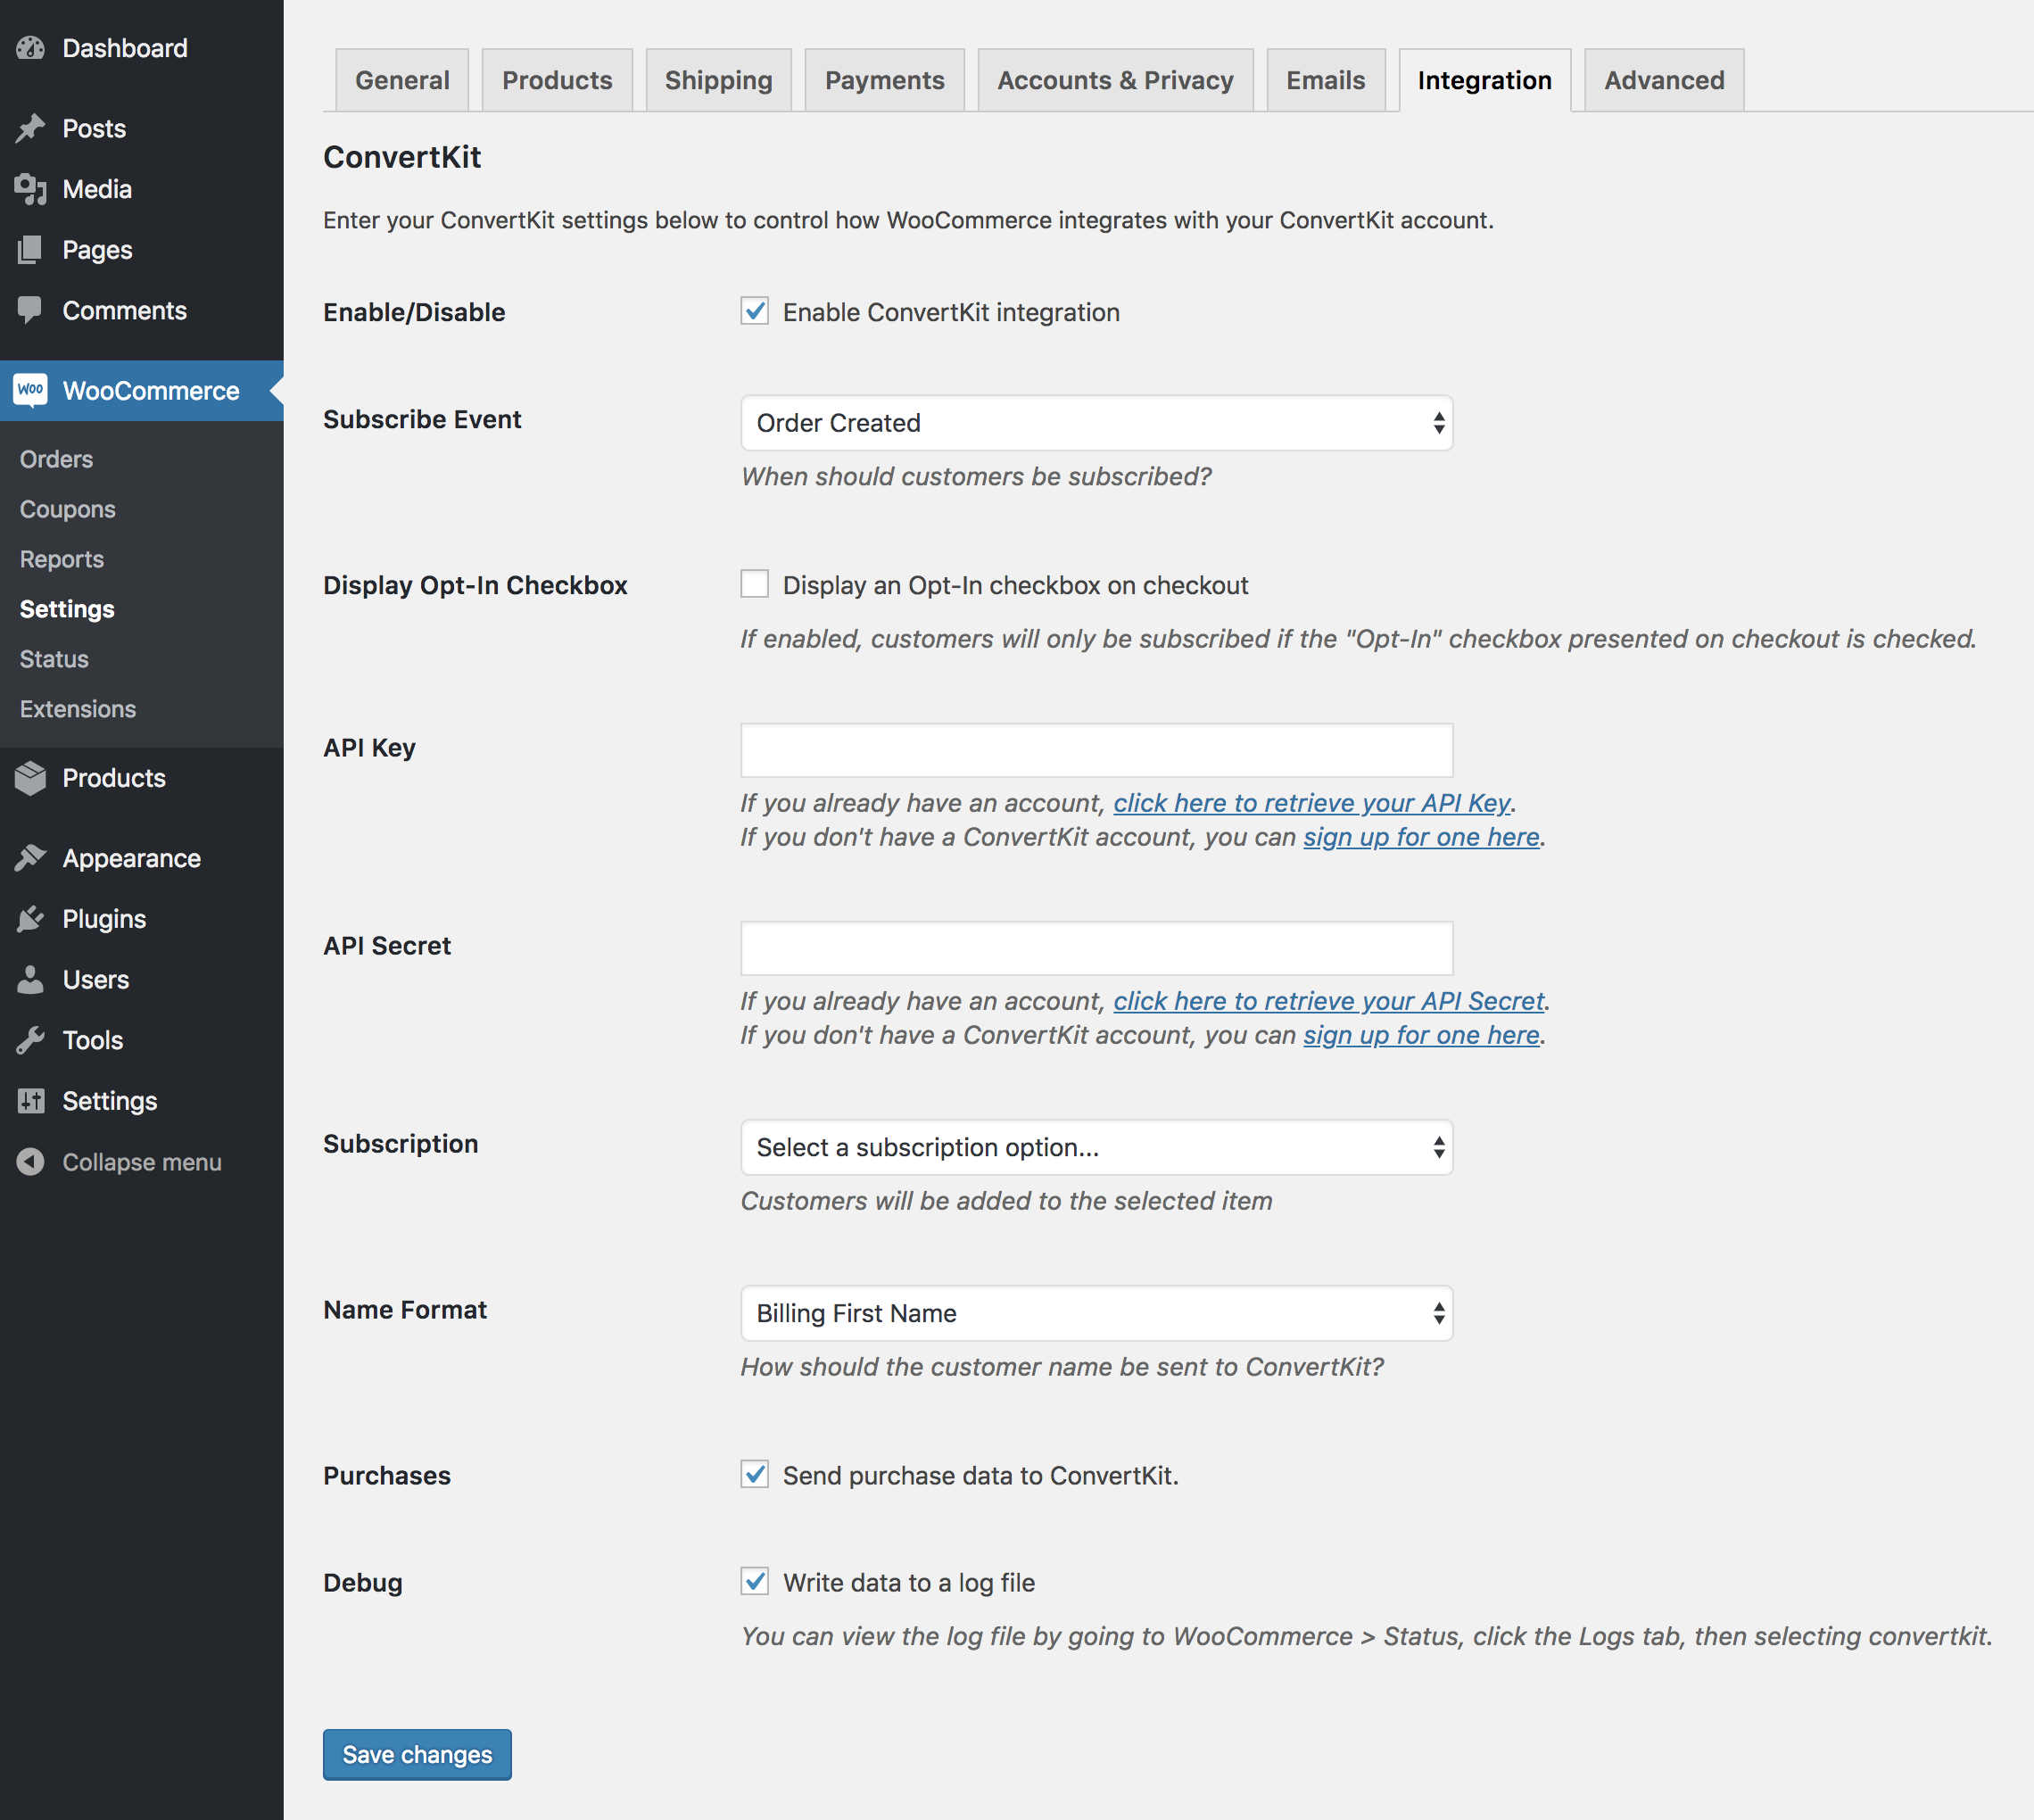 Dashboard
Posts
Media
Pages
Comments
WOO WooCommerce
Orders
Coupons
Reports
Settings
Status
Extensions
Products
Appearance
Plugins
Users
Tools
Settings
Collapse menu
General Products Shipping Payments Accounts & Privacy Emails Integration Advanced
ConvertKit
Enter your ConvertKit settings below to control how WooCommerce integrates with your ConvertKit account.
Enable/Disable Enable ConvertKit integration
Subscribe Event Order Created
When should customers be subscribed?
Display Opt-In Checkbox Display an Opt-In checkbox on checkout
If enabled, customers will only be subscribed if the "Opt-In" checkbox presented on checkout is checked.
API Key
If you already have an account, click here to retrieve your API Key.
If you don't have a ConvertKit account, you can sign up for one here.
API Secret
If you already have an account, click here to retrieve your API Secret.
If you don't have a ConvertKit account, you can sign up for one here.
Subscription Select a subscription option...
Customers will be added to the selected item
Name Format Billing First Name
How should the customer name be sent to ConvertKit?
Purchases Send purchase data to ConvertKit.
Debug Write data to a log file
You can view the log file by going to WooCommerce > Status, click the Logs tab, then selecting convertkit.
Save changes